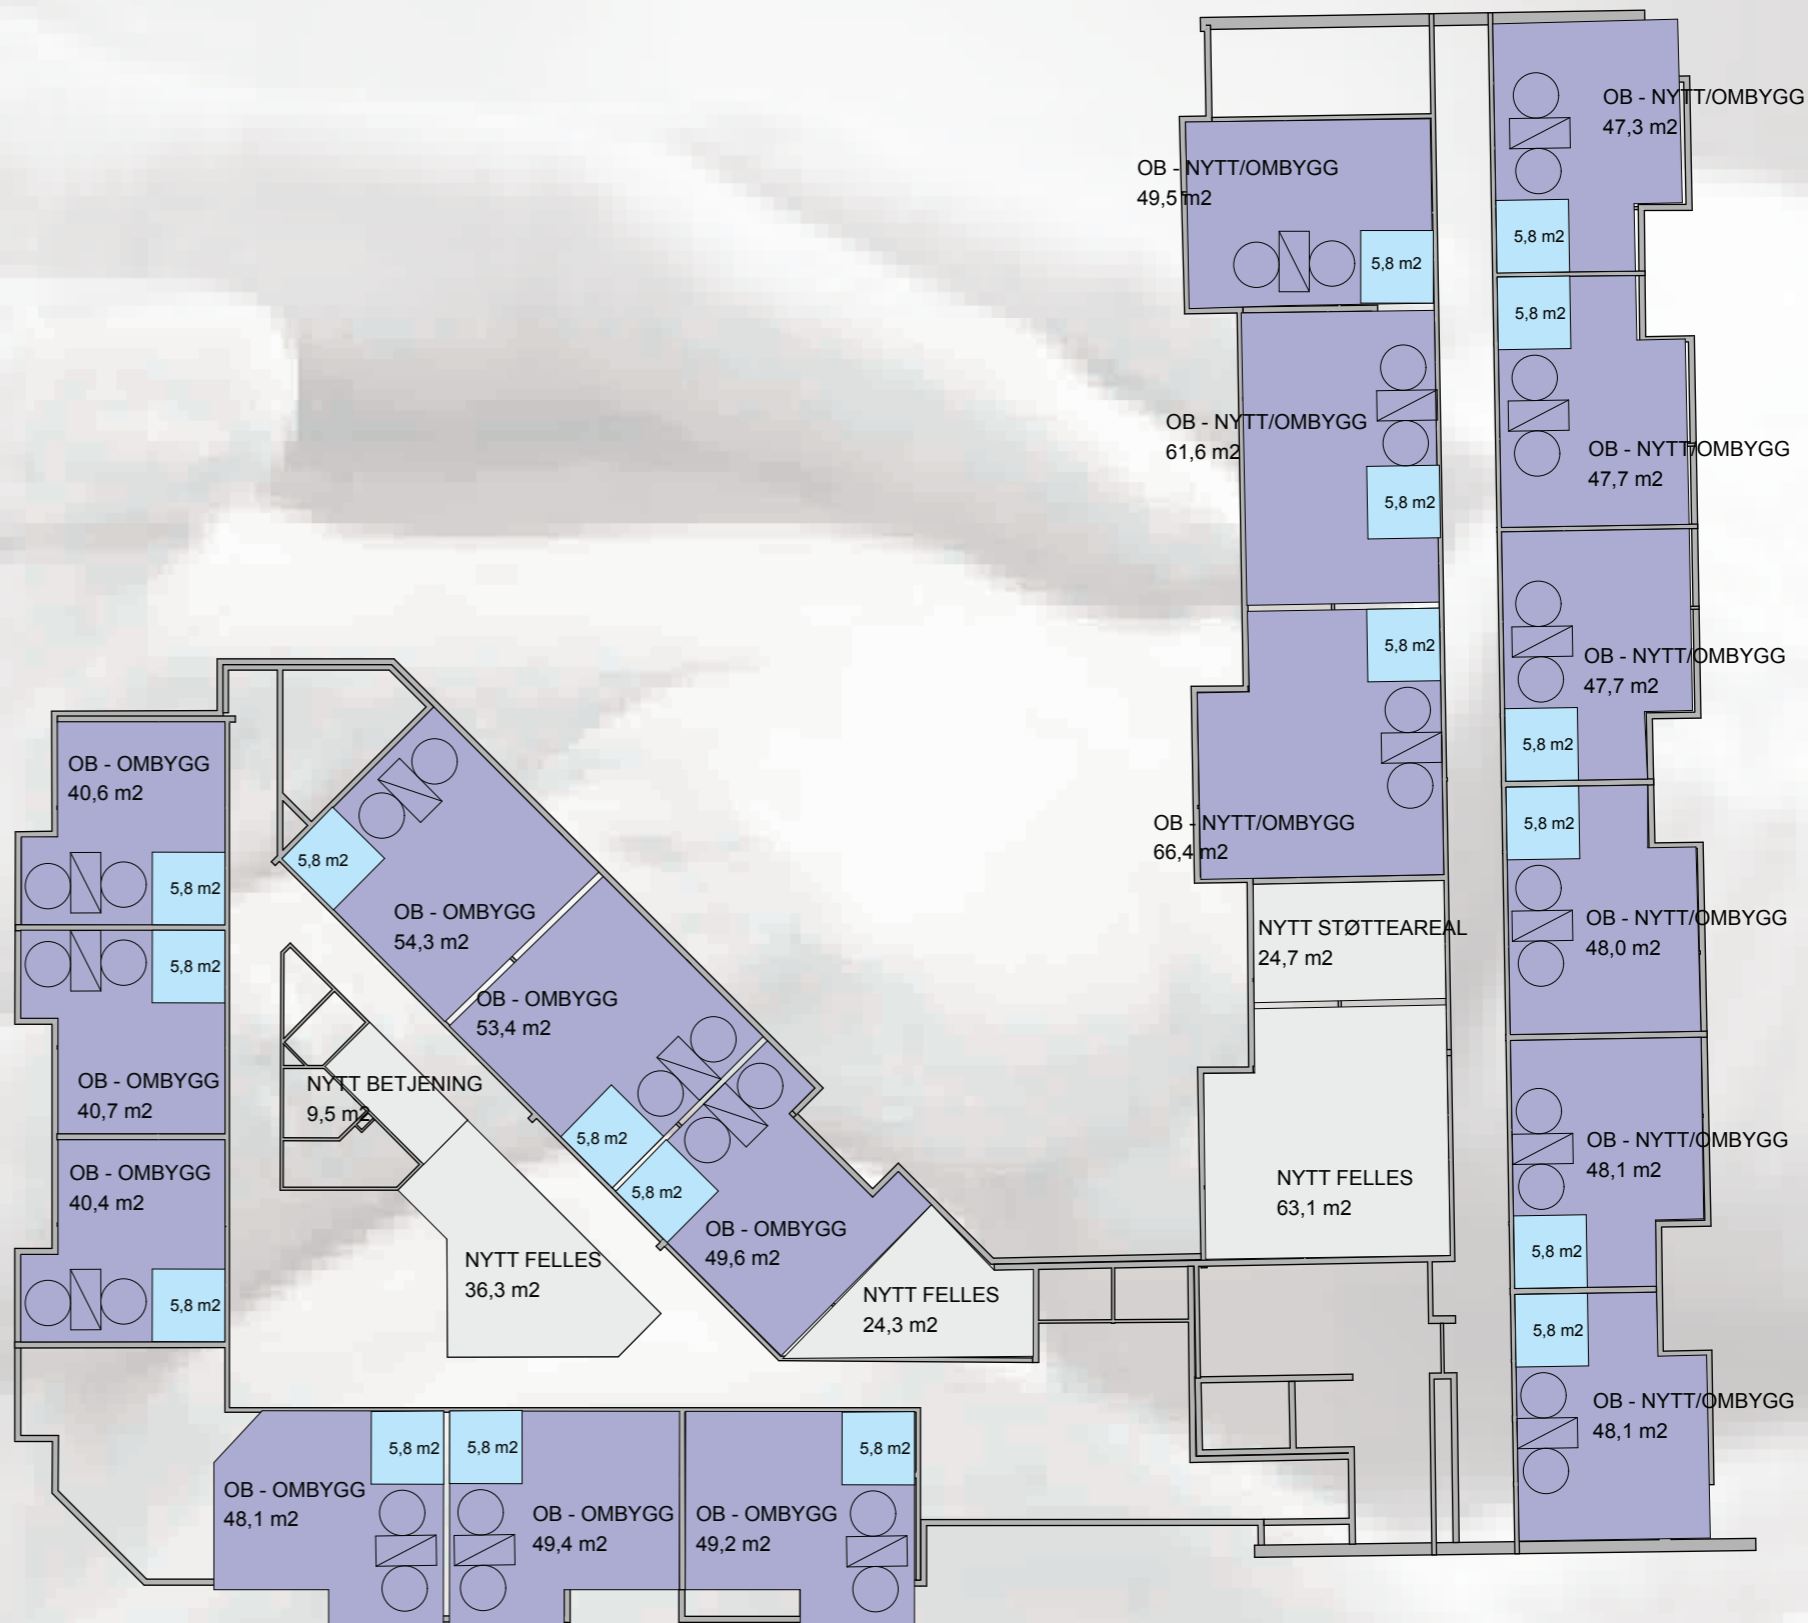 OB - NYTT/OMBYGG
47,3 m2
OB - NYTT/OMBYGG
49,5 m2
5,8 m2
5,8 m2
5,8 m2
OB - NYTT/OMBYGG
61,6 m2
OB - NYTT/OMBYGG
47,7 m2
5,8 m2
5,8 m2
OB - NYTT/OMBYGG
47,7 m2
5,8 m2
OB - NYTT/OMBYGG
66,4 m2
5,8 m2
OB - NYTT/OMBYGG
48,0 m2
NYTT STØTTEAREAL
24,7 m2
OB - NYTT/OMBYGG
48,1 m2
NYTT FELLES
63,1 m2
5,8 m2
5,8 m2
OB - NYTT/OMBYGG
48,1 m2
OB - OMBYGG
40,6 m2
5,8 m2
5,8 m2
OB - OMBYGG
40,7 m2
OB - OMBYGG
40,4 m2
5,8 m2
5,8 m2
OB - OMBYGG
54,3 m2
OB - OMBYGG
53,4 m2
5,8 m2
5,8 m2
OB - OMBYGG
49,6 m2
NYTT BETJENING
9,5 m2
NYTT FELLES
36,3 m2
NYTT FELLES
24,3 m2
5,8 m2
5,8 m2
5,8 m2
OB - OMBYGG
48,1 m2
OB - OMBYGG
49,4 m2
OB - OMBYGG
49,2 m2